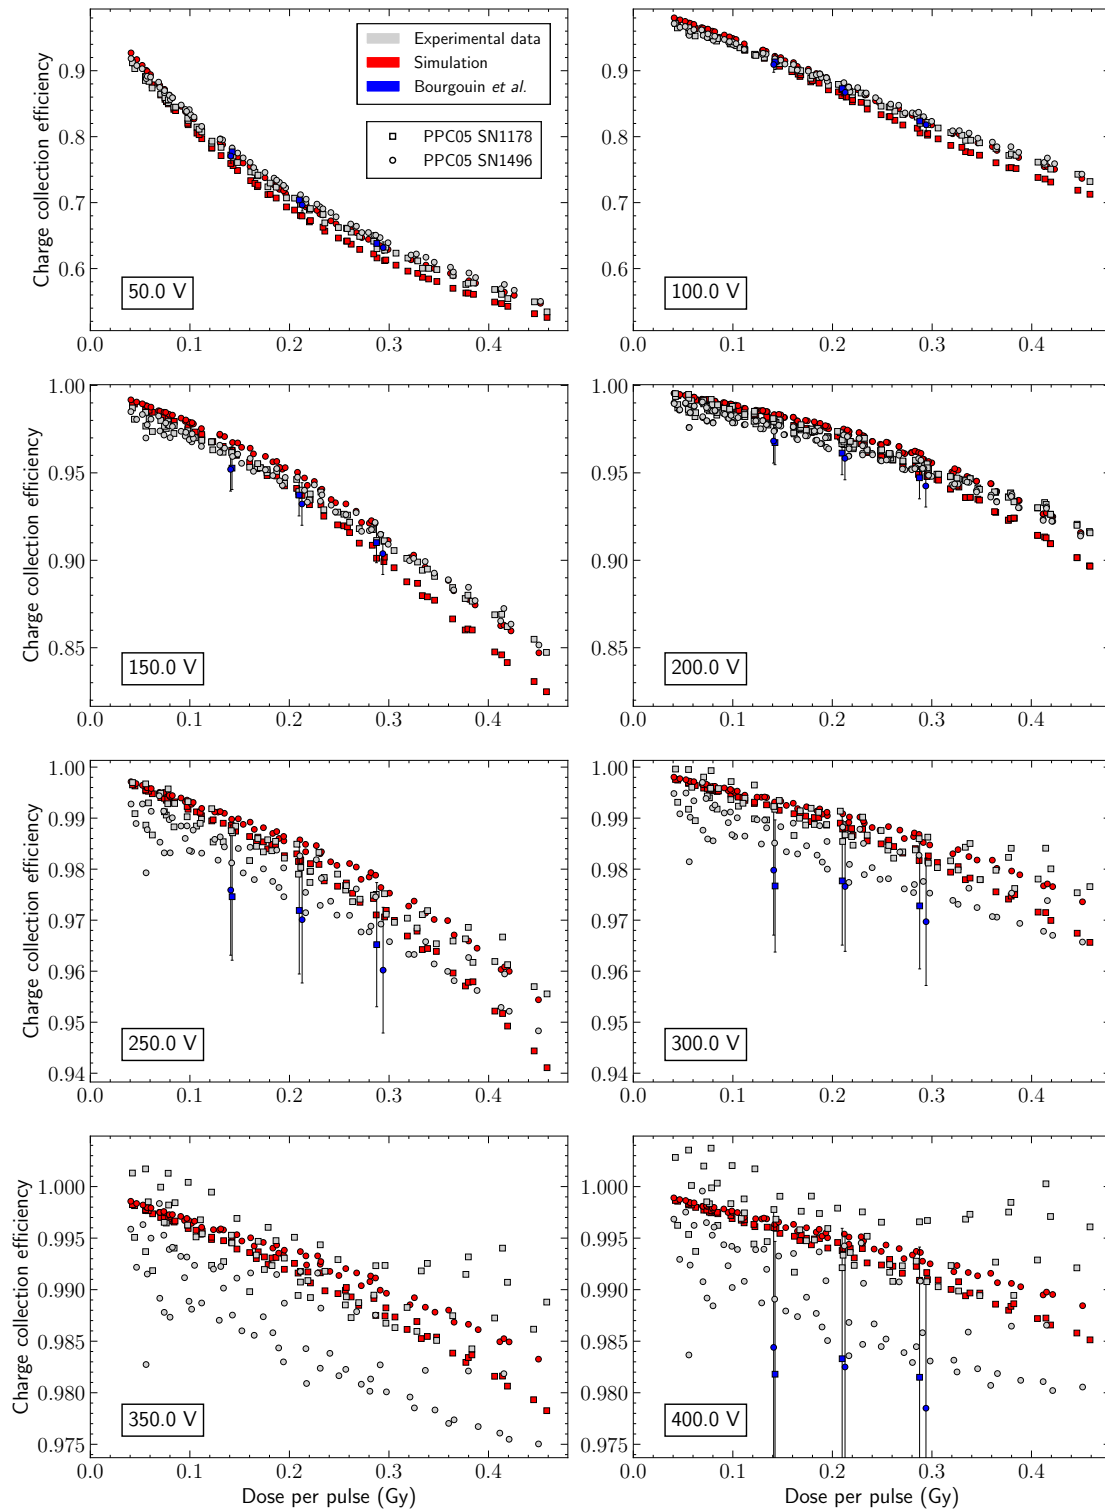 Charge collection efficiency
0.9
0.8
0.7
0.6
Experimental data
Simulation
Bourgouin et al.
PPC05 SN1178
PPC05 SN1496
50.0 V
0.0 0.1 0.2 0.3 0.4
0.9
0.8
0.7
0.6
100.0 V
0.0 0.1 0.2 0.3 0.4
Charge collection efficiency
1.00
0.95
0.90
0.85
150.0 V
0.0 0.1 0.2 0.3 0.4
1.00
0.95
0.90
0.85
200.0 V
0.0 0.1 0.2 0.3 0.4
Charge collection efficiency
1.00
0.99
0.98
0.97
0.96
0.95
0.94
250.0 V
0.0 0.1 0.2 0.3 0.4
1.00
0.99
0.98
0.97
0.96
0.95
0.94
300.0 V
0.0 0.1 0.2 0.3 0.4
Charge collection efficiency
1.000
0.995
0.990
0.985
0.980
0.975
350.0 V
0.0 0.1 0.2 0.3 0.4
Dose per pulse (Gy)
1.000
0.995
0.990
0.985
0.980
0.975
400.0 V
0.0 0.1 0.2 0.3 0.4
Dose per pulse (Gy)